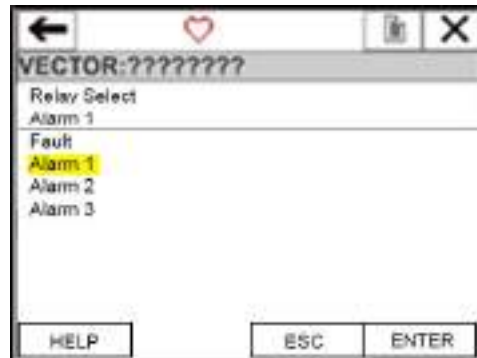 VECTOR:????????
Relay Select
Alarm 1
Fault
Alarm 1
Alarm 2
Alarm 3
HELP
ESC
ENTER